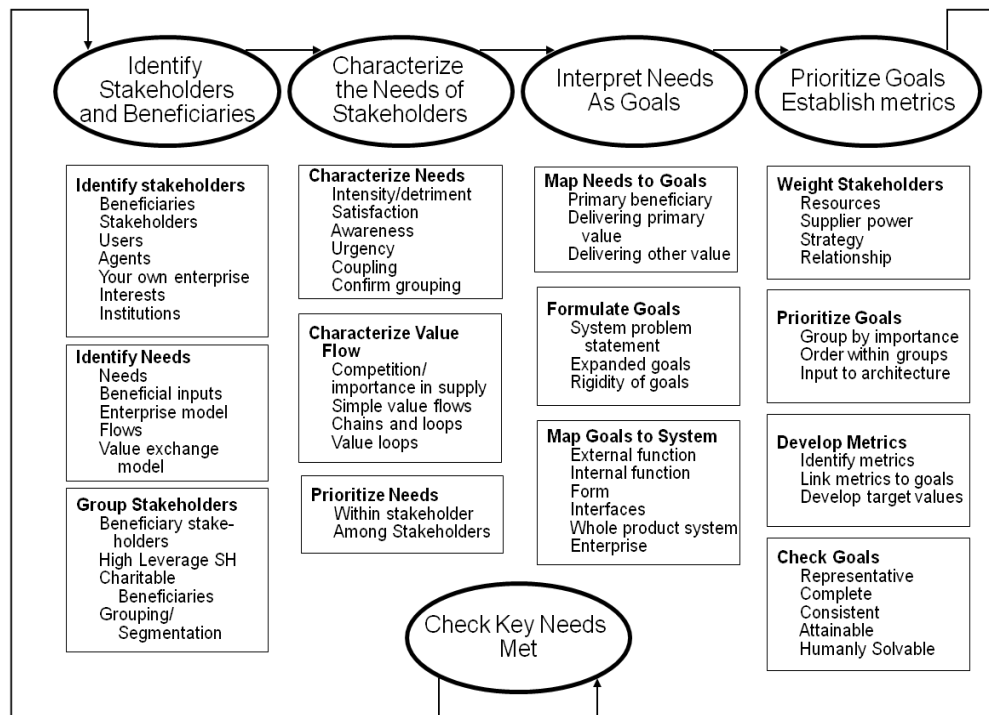 Identify
Stakeholders
and Beneficiaries
Characterize
the Needs of
Stakeholders
Interpret Needs
As Goals
Prioritize Goals
Establish metrics
Identify stakeholders
Beneficiaries
Stakeholders
Users
Agents
Your own enterprise
Interests
Institutions
Identify Needs
Needs
Beneficial inputs
Enterprise model
Flows
Value exchange
model
Group Stakeholders
Beneficiary stake-
holders
High Leverage SH
Charitable
Beneficiaries
Grouping/
Segmentation
Characterize Needs
Intensity/detriment
Satisfaction
Awareness
Urgency
Coupling
Confirm grouping
Characterize Value
Flow
Competition/
importance in supply
Simple value flows
Chains and loops
Value loops
Prioritize Needs
Within stakeholder
Among Stakeholders
Map Needs to Goals
Primary beneficiary
Delivering primary
value
Delivering other value
Formulate Goals
System problem
statement
Expanded goals
Rigidity of goals
Map Goals to System
External function
Internal function
Form
Interfaces
Whole product system
Enterprise
Weight Stakeholders
Resources
Supplier power
Strategy
Relationship
Prioritize Goals
Group by importance
Order within groups
Input to architecture
Develop Metrics
Identify metrics
Link metrics to goals
Develop target values
Check Goals
Representative
Complete
Consistent
Attainable
Humanly Solvable
Check Key Needs
Met